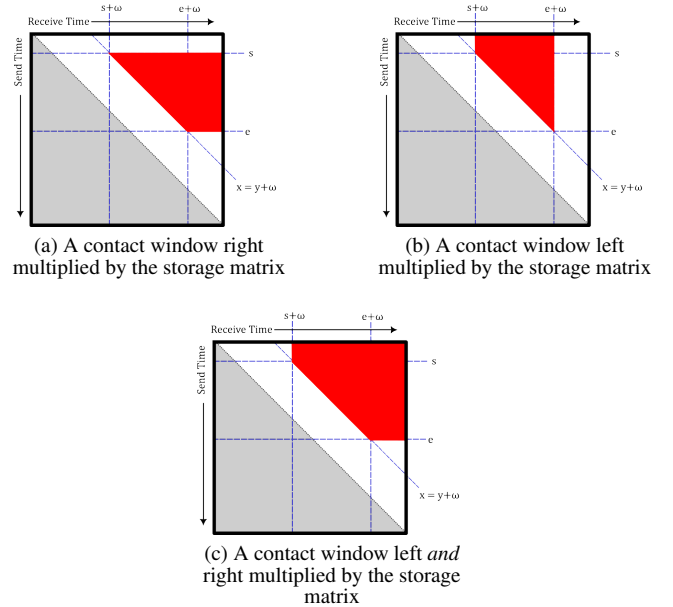 s+ω
e+ω
Receive Time
Send Time
s
e
x = y+ω
(a) A contact window right
multiplied by the storage matrix
s+ω
e+ω
Receive Time
Send Time
s
e
x = y+ω
(b) A contact window left
multiplied by the storage matrix
s+ω
e+ω
Receive Time
Send Time
s
e
x = y+ω
(c) A contact window left and
right multiplied by the storage
matrix